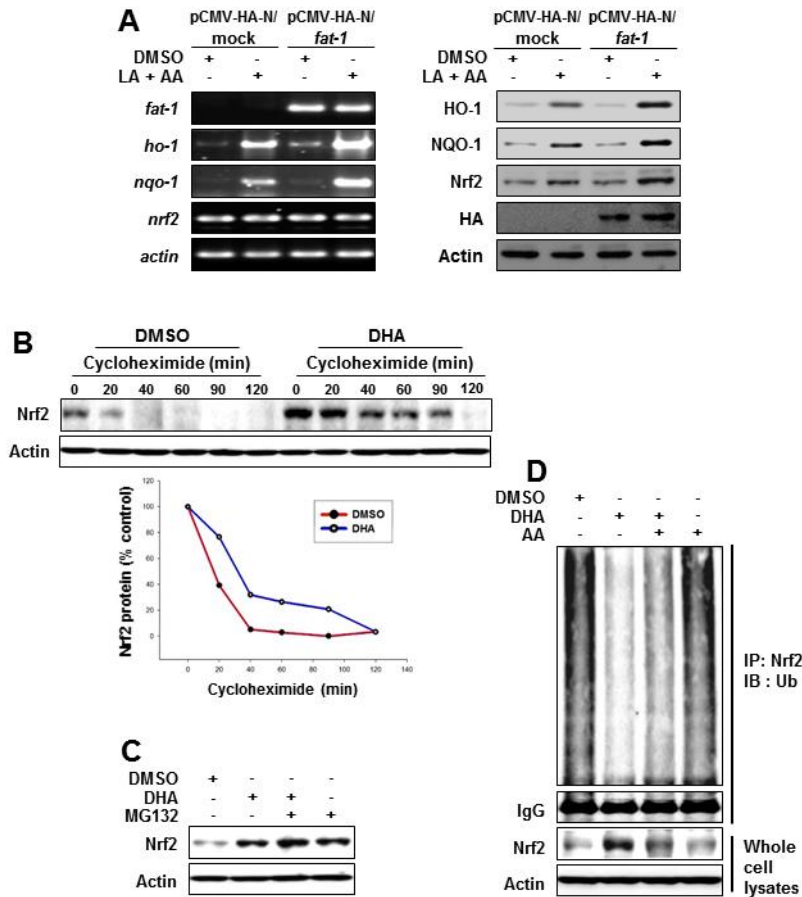 A
pCMV-HA-N/ pCMV-HA-N/
mock fat-1
DMSO + - + -
LA + AA - + - +
fat-1
ho-1
nqo-1
nrf2
actin
pCMV-HA-N/ pCMV-HA-N/
mock fat-1
DMSO + - + -
LA + AA - + - +
HO-1
NQO-1
Nrf2
HA
Actin
B
DMSO DHA
Cycloheximide (min) Cycloheximide (min)
0 20 40 60 90 120 0 20 40 60 90 120
Nrf2
Actin
Nrf2 protein (% control)
120
100
80
60
40
20
0
DMSO
DHA
0 20 40 60 80 100 120 140
Cycloheximide (min)
C
DMSO + - - -
DHA - + + -
MG132 - - + +
Nrf2
Actin
D
DMSO + - - -
DHA - + + -
AA - - + +
IP: Nrf2
IB : Ub
IgG
Nrf2
Actin
Whole
cell
lysates